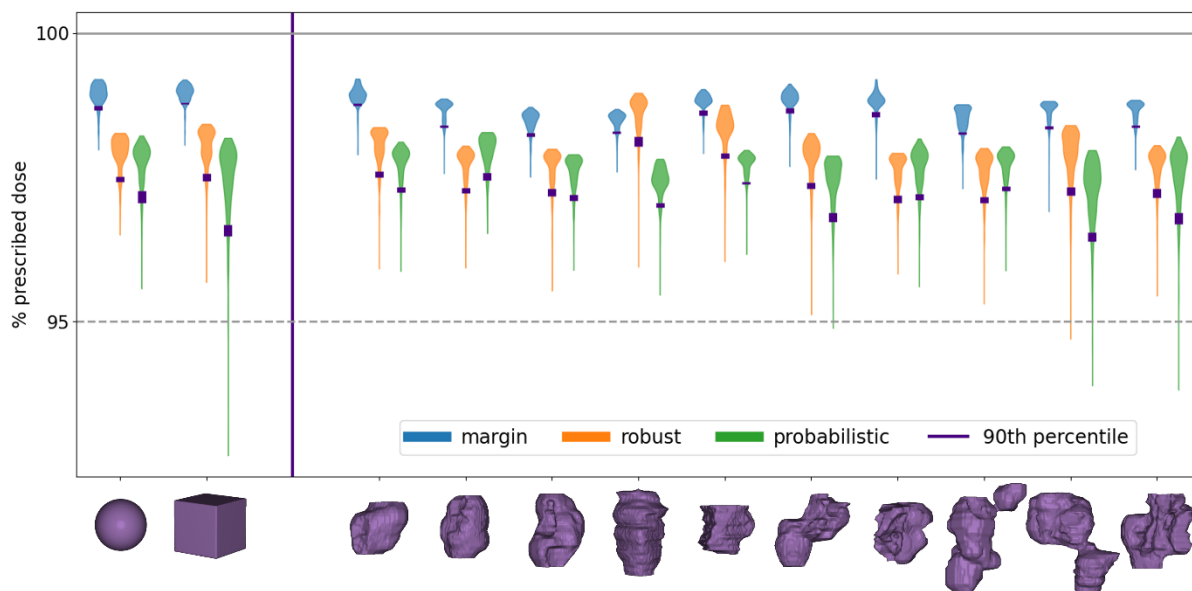 100
% prescribed dose
95
margin robust probabilistic 90th percentile